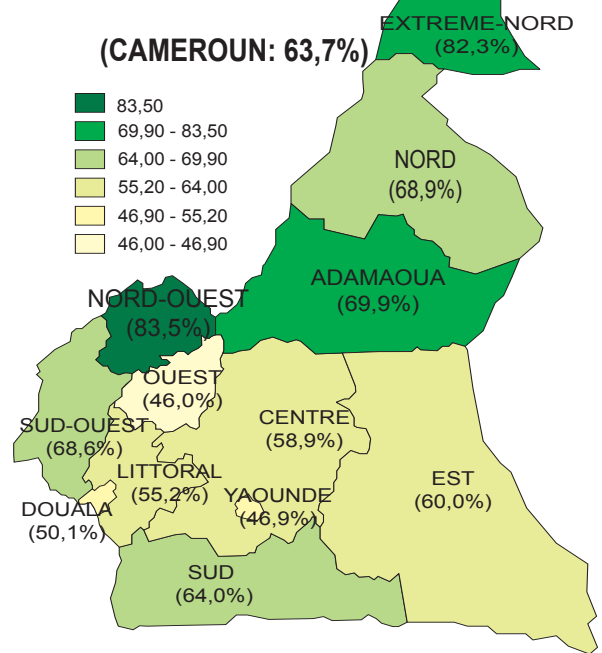 EXTREME-NORD
(82,3%)
(CAMEROUN: 63,7%)
83,50
69,90 - 83,50
64,00 - 69,90
55,20 - 64,00
46,90 - 55,20
46,00 - 46,90
NORD
(68,9%)
ADAMAOUA
(69,9%)
NORD-OUEST
(83,5%)
OUEST
(46,0%)
SUD-OUEST
(68,6%)
CENTRE
(58,9%)
LITTORAL
(55,2%)
YAOUNDE
(46,9%)
EST
(60,0%)
DOUALA
(50,1%)
SUD
(64,0%)